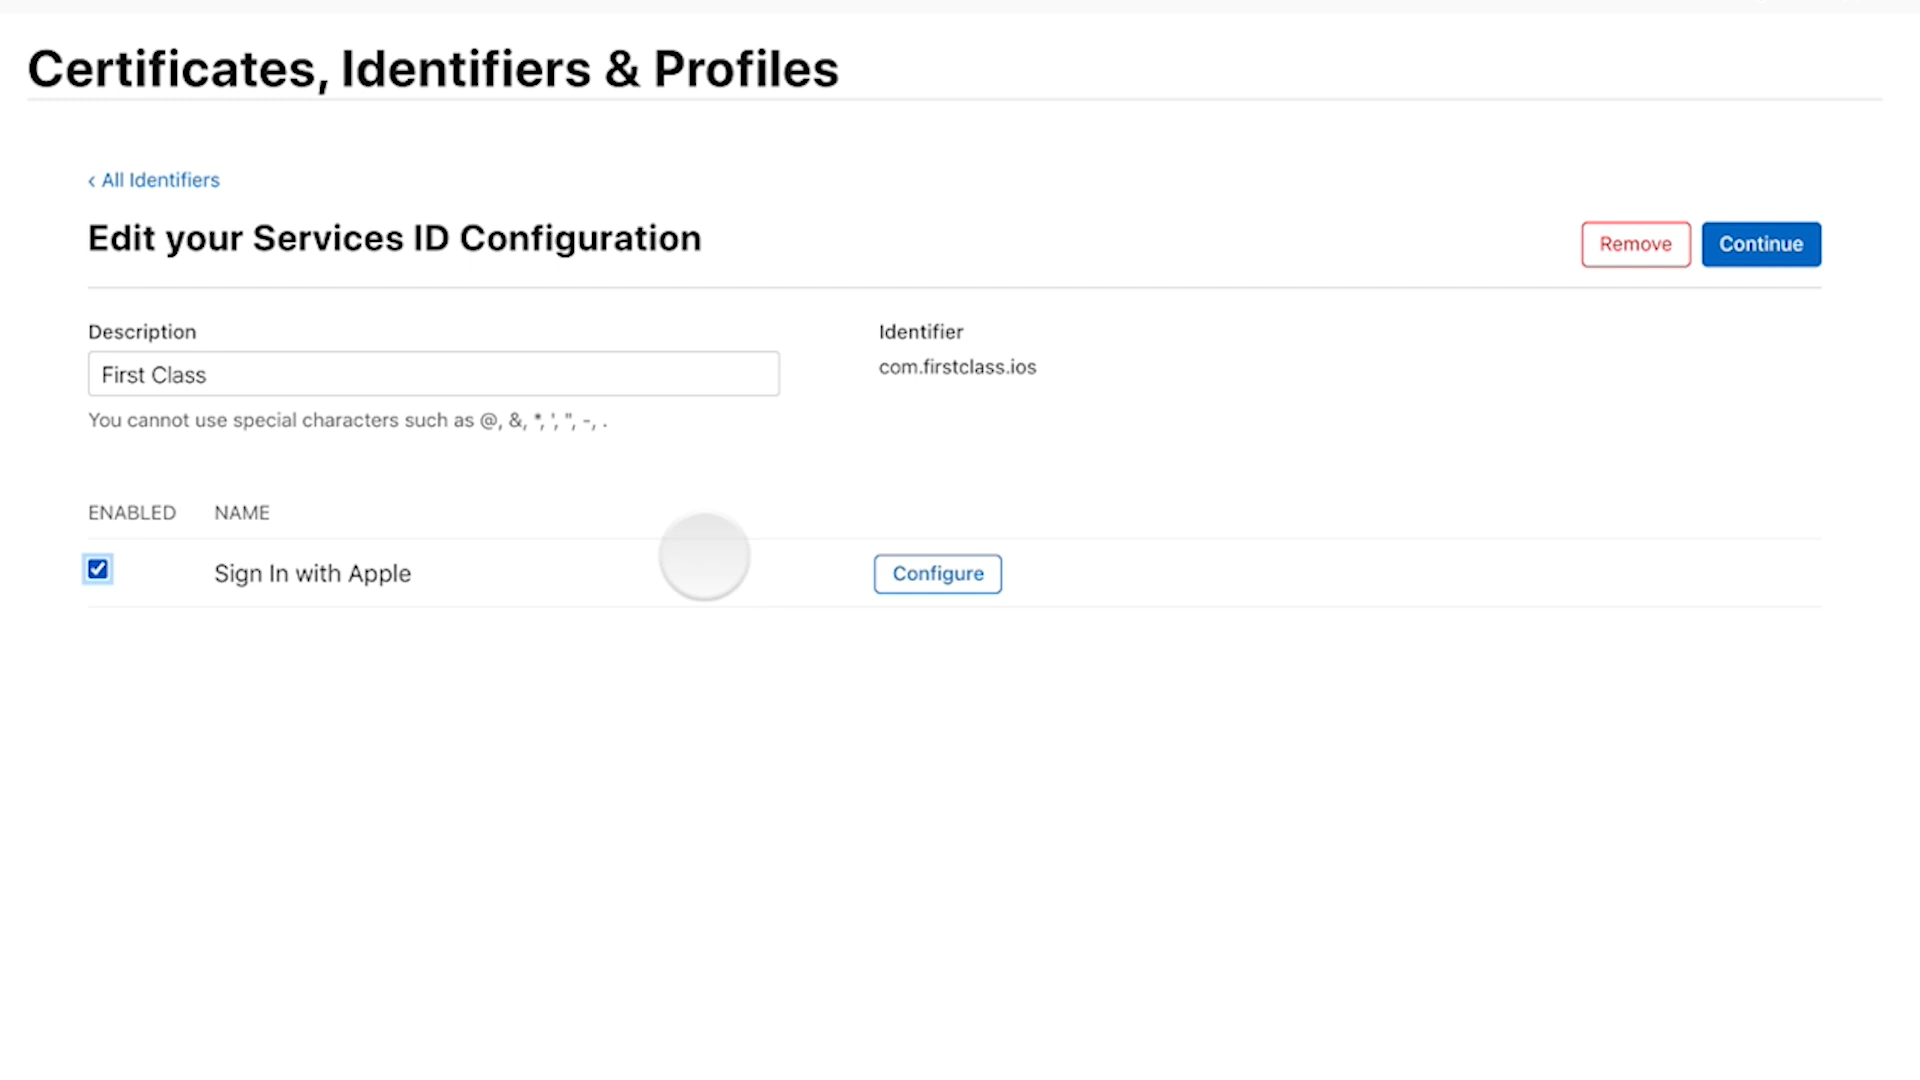 Certificates, Identifiers & Profiles
‹ All Identifiers
Edit your Services ID Configuration
Remove
Continue
Description
Identifier
First Class
com.firstclass.ios
You cannot use special characters such as @, &, *, ', ", -, .
ENABLED NAME
Sign In with Apple
Configure